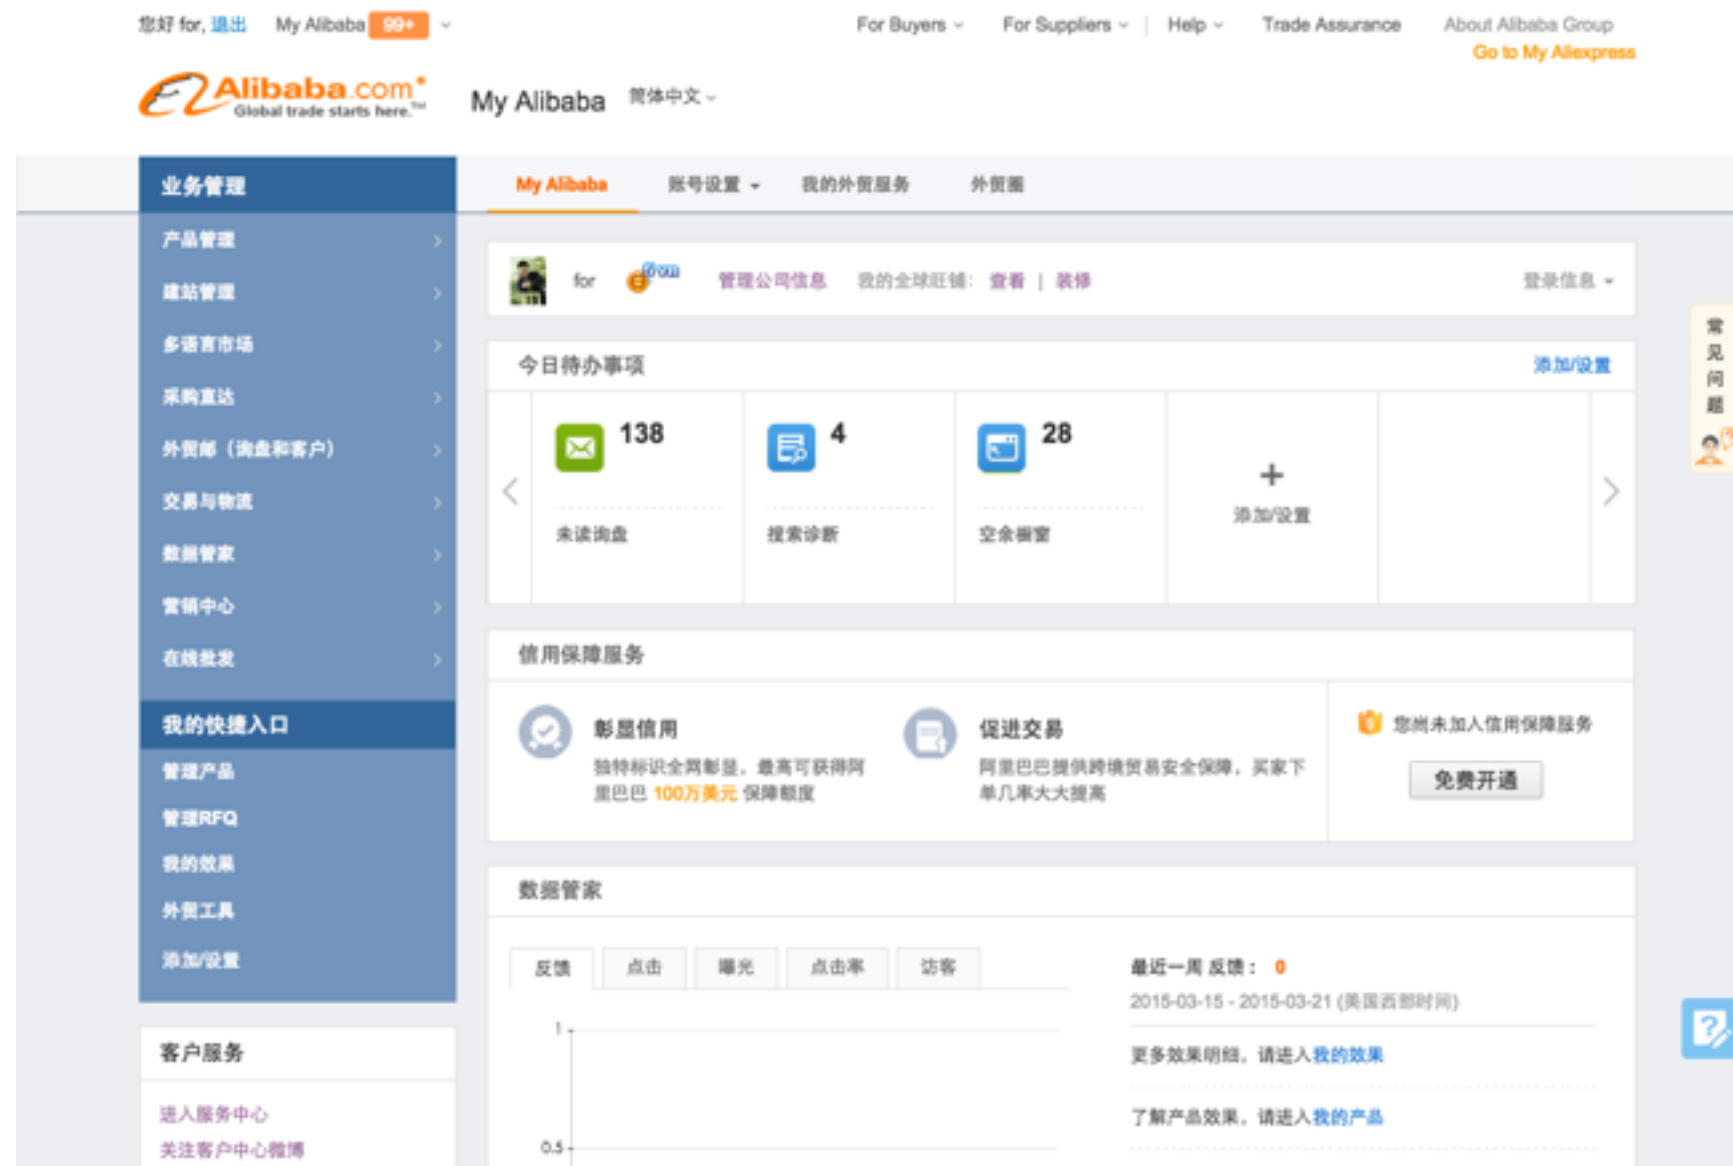 您好 for, 退出 My Alibaba 99+ For Buyers For Suppliers | Help Trade Assurance About Alibaba Group
Go to My Aliexpress
Alibaba.com
Global trade starts here.™
My Alibaba 简体中文
业务管理
产品管理
建站管理
多语言市场
采购直达
外贸邮（询盘和客户）
交易与物流
数据管家
营销中心
在线批发
我的快捷入口
管理产品
管理RFQ
我的效果
外贸工具
添加/设置
客户服务
进入服务中心
关注客户中心微博
My Alibaba 账号设置 我的外贸服务 外贸圈
for 管理公司信息 我的全球旺铺: 查看 | 装修 登录信息
今日待办事项 添加/设置
138 4 28
+
添加/设置
未读询盘 搜索诊断 空余橱窗
信用保障服务
彰显信用
独特标识全网彰显，最高可获得阿
里巴巴 100万美元 保障额度
促进交易
阿里巴巴提供跨境贸易安全保障，买家下
单几率大大提高
您尚未加入信用保障服务
免费开通
数据管家
反馈 点击 曝光 点击率 访客
1
0.5
最近一周 反馈： 0
2015-03-15 - 2015-03-21 (美国西部时间)
更多效果明细，请进入我的效果
了解产品效果，请进入我的产品
常见问题